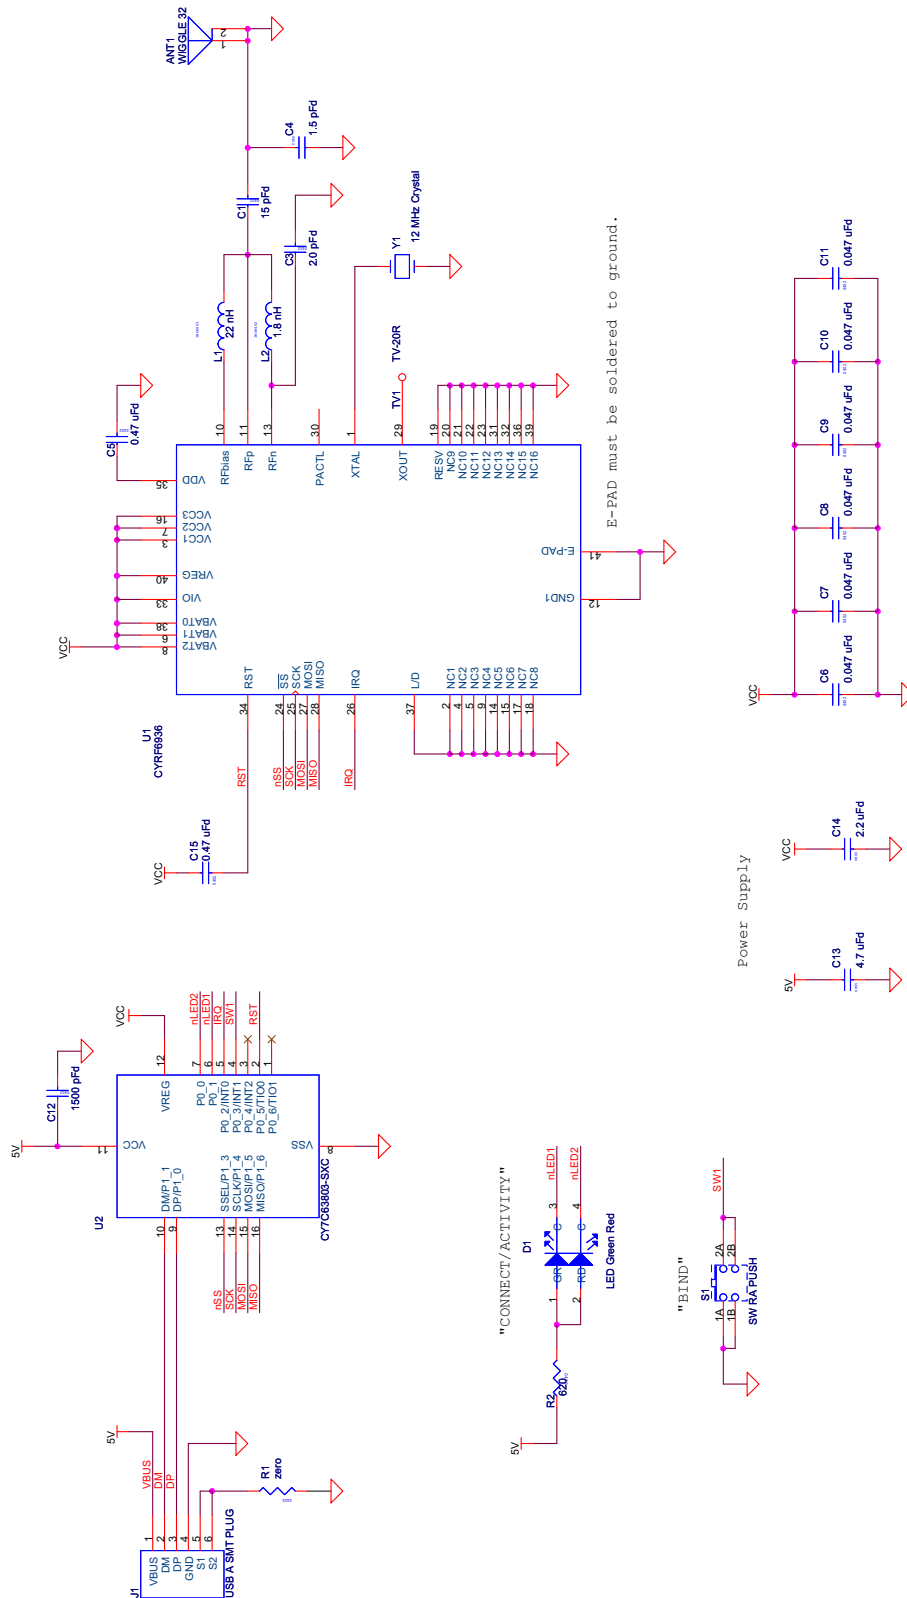 ANT1
WIGGLE 32
1
2
C4
1.5 pFd
C1
15 pFd
C3
2.0 pFd
L1
22 nH
L2
1.8 nH
Y1
12 MHz Crystal
TV1
TV-20R
C5
0.47 uFd
E-PAD must be soldered to ground.
VCC
U1
CYRF6936
10
RFbias
11
RFp
13
RFn
30
PACTL
1
XTAL
29
XOUT
19
RESV
20
NC9
21
NC10
22
NC11
23
NC12
31
NC13
32
NC14
36
NC15
39
NC16
35
VDD
16
VCC3
7
VCC2
3
VCC1
40
VREG
33
VIO
38
VBAT0
6
VBAT1
8
VBAT2
41
E-PAD
12
GND1
RST
34
RST
SS
24
nSS
SCK
25
SCK
MOSI
27
MOSI
MISO
28
MISO
IRQ
26
IRQ
L/D
37
NC1
2
NC2
4
NC3
5
NC4
9
NC5
14
NC6
15
NC7
17
NC8
18
VCC
C15
0.47 uFd
VCC
C6
0.047 uFd
C7
0.047 uFd
C8
0.047 uFd
C9
0.047 uFd
C10
0.047 uFd
C11
0.047 uFd
Power Supply
5V
C13
4.7 uFd
VCC
C14
2.2 uFd
5V
C12
1500 pFd
VCC
U2
CY7C63803-SXC
11
VCC
12
VREG
8
VSS
7
P0_0
nLED2
6
P0_1
nLED1
5
P0_2/INT0
IRQ
4
P0_3/INT1
SW1
3
P0_4/INT2
2
P0_5/TIO0
RST
1
P0_6/TIO1
DM/P1_1
10
DP/P1_0
9
SSEL/P1_3
13
nSS
SCLK/P1_4
14
SCK
MOSI/P1_5
15
MOSI
MISO/P1_6
16
MISO
"CONNECT/ACTIVITY"
5V
R2
620
D1
LED Green Red
GR
RD
C
C
1
2
3
4
nLED1
nLED2
"BIND"
S1
SW RA PUSH
1A
1B
2A
2B
SW1
5V
VBUS
DM
DP
R1
zero
J1
USB A SMT PLUG
VBUS
1
DM
2
DP
3
GND
4
S1
5
S2
6